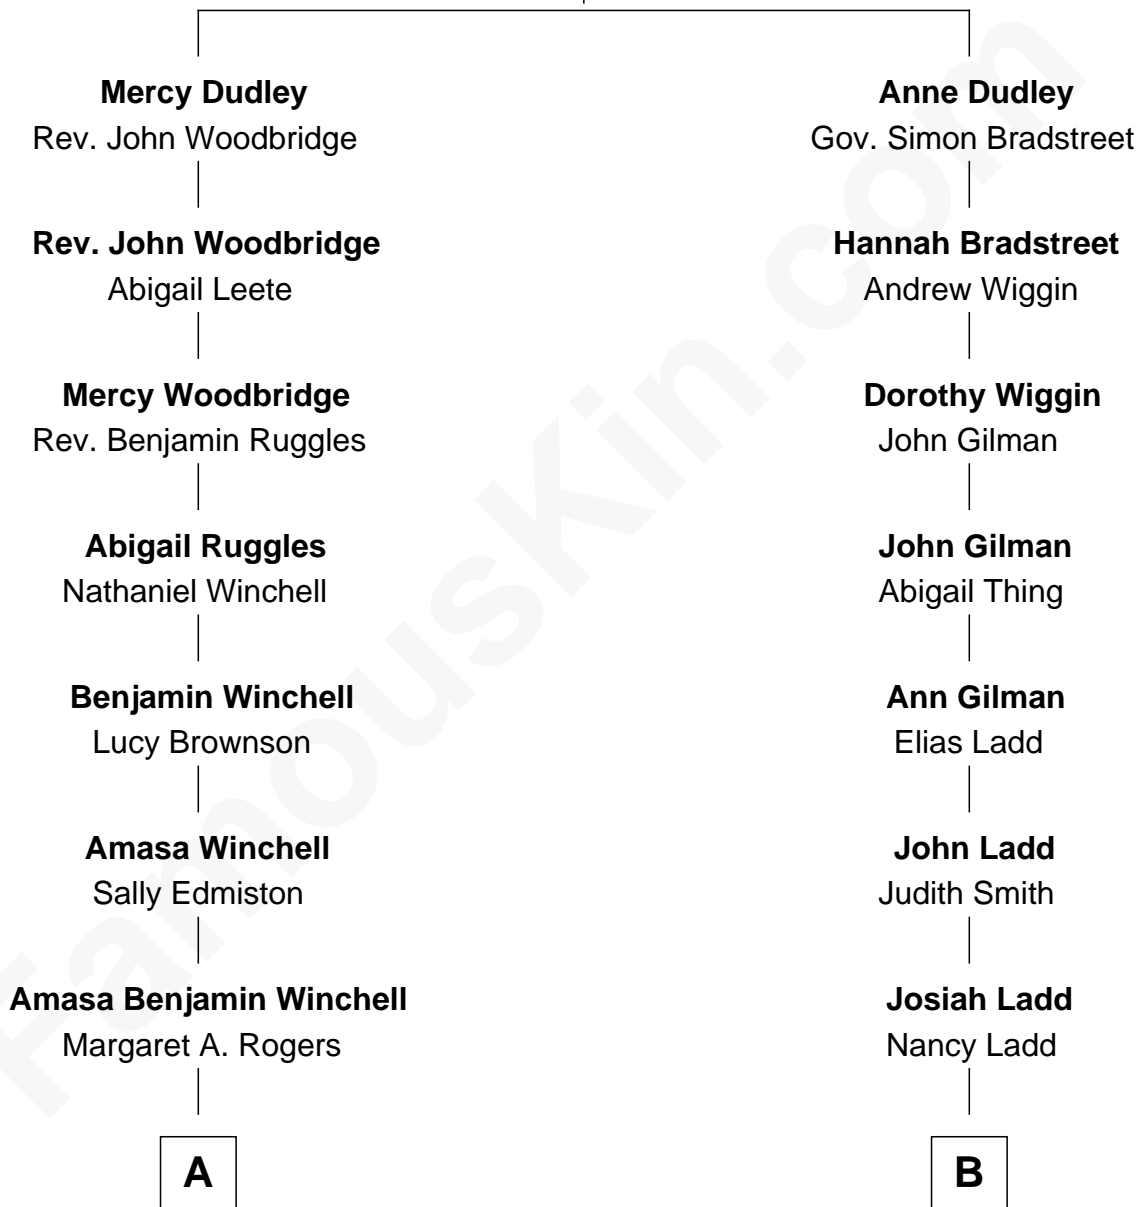 Mercy Dudley
Rev. John Woodbridge
Rev. John Woodbridge
Abigail Leete
Mercy Woodbridge
Rev. Benjamin Ruggles
Abigail Ruggles
Nathaniel Winchell
Benjamin Winchell
Lucy Brownson
Amasa Winchell
Sally Edmiston
Amasa Benjamin Winchell
Margaret A. Rogers
A
Anne Dudley
Gov. Simon Bradstreet
Hannah Bradstreet
Andrew Wiggin
Dorothy Wiggin
John Gilman
John Gilman
Abigail Thing
Ann Gilman
Elias Ladd
John Ladd
Judith Smith
Josiah Ladd
Nancy Ladd
B
FamousKin.com